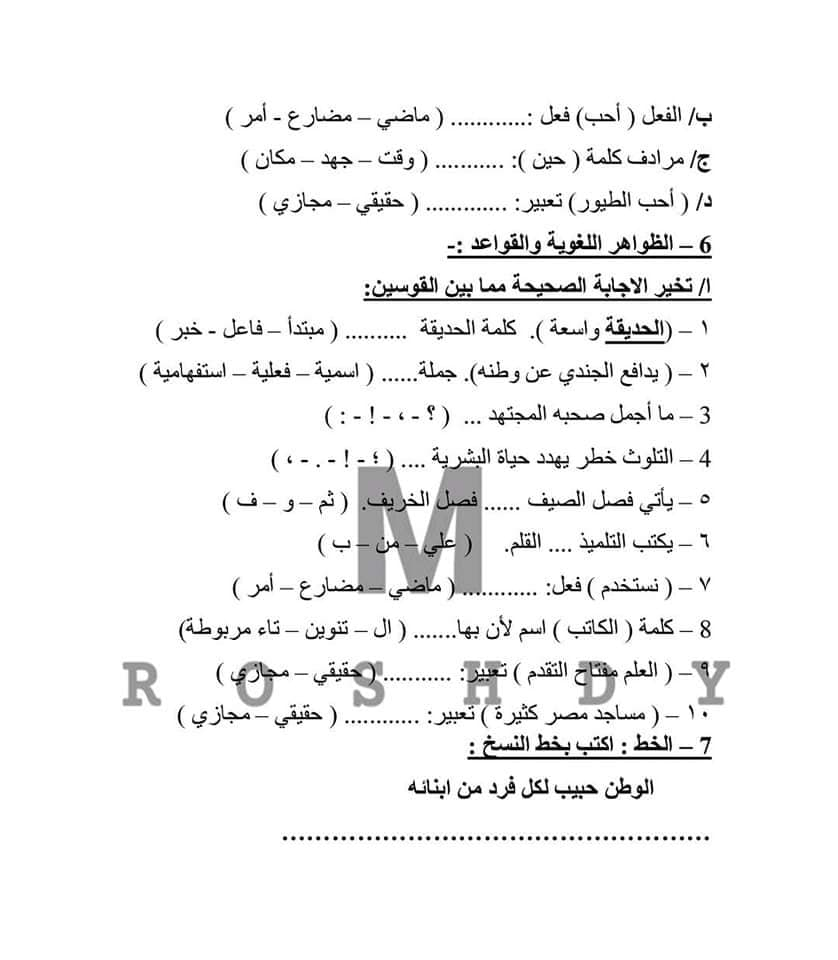 ب/ الفعل ( أحب) فعل :............ ( ماضي – مضارع - أمر )
ج/ مرادف كلمة ( حين ): ........... ( وقت – جهد – مكان )
د/ ( أحب الطيور) تعبير: ............. ( حقيقي – مجازي )
6 – الظواهر اللغوية والقواعد :-
ا/ تخير الاجابة الصحيحة مما بين القوسين:
١ – (الحديقة واسعة ). كلمة الحديقة .......... ( مبتدأ – فاعل - خبر )
٢ – ( يدافع الجندي عن وطنه). جملة...... ( اسمية – فعلية – استفهامية )
3 – ما أجمل صحبه المجتهد ... ( ؟ - ، - ! - : )
4 – التلوث خطر يهدد حياة البشرية .... ( ؛ - ! - . - ، )
٥ – يأتي فصل الصيف ...... فصل الخريف. ( ثم – و – ف )
٦ – يكتب التلميذ .... القلم. ( علي – من – ب )
٧ – ( نستخدم ) فعل: ............ ( ماضي – مضارع – أمر )
8 – كلمة ( الكاتب ) اسم لأن بها....... ( ال – تنوين – تاء مربوطة)
٩ – ( العلم مفتاح التقدم ) تعبير: ........... ( حقيقي – مجازي )
١٠ – ( مساجد مصر كثيرة ) تعبير: ............ ( حقيقي – مجازي )
7 – الخط : اكتب بخط النسخ :
الوطن حبيب لكل فرد من ابنائه
...................................................
M
ROSHDY